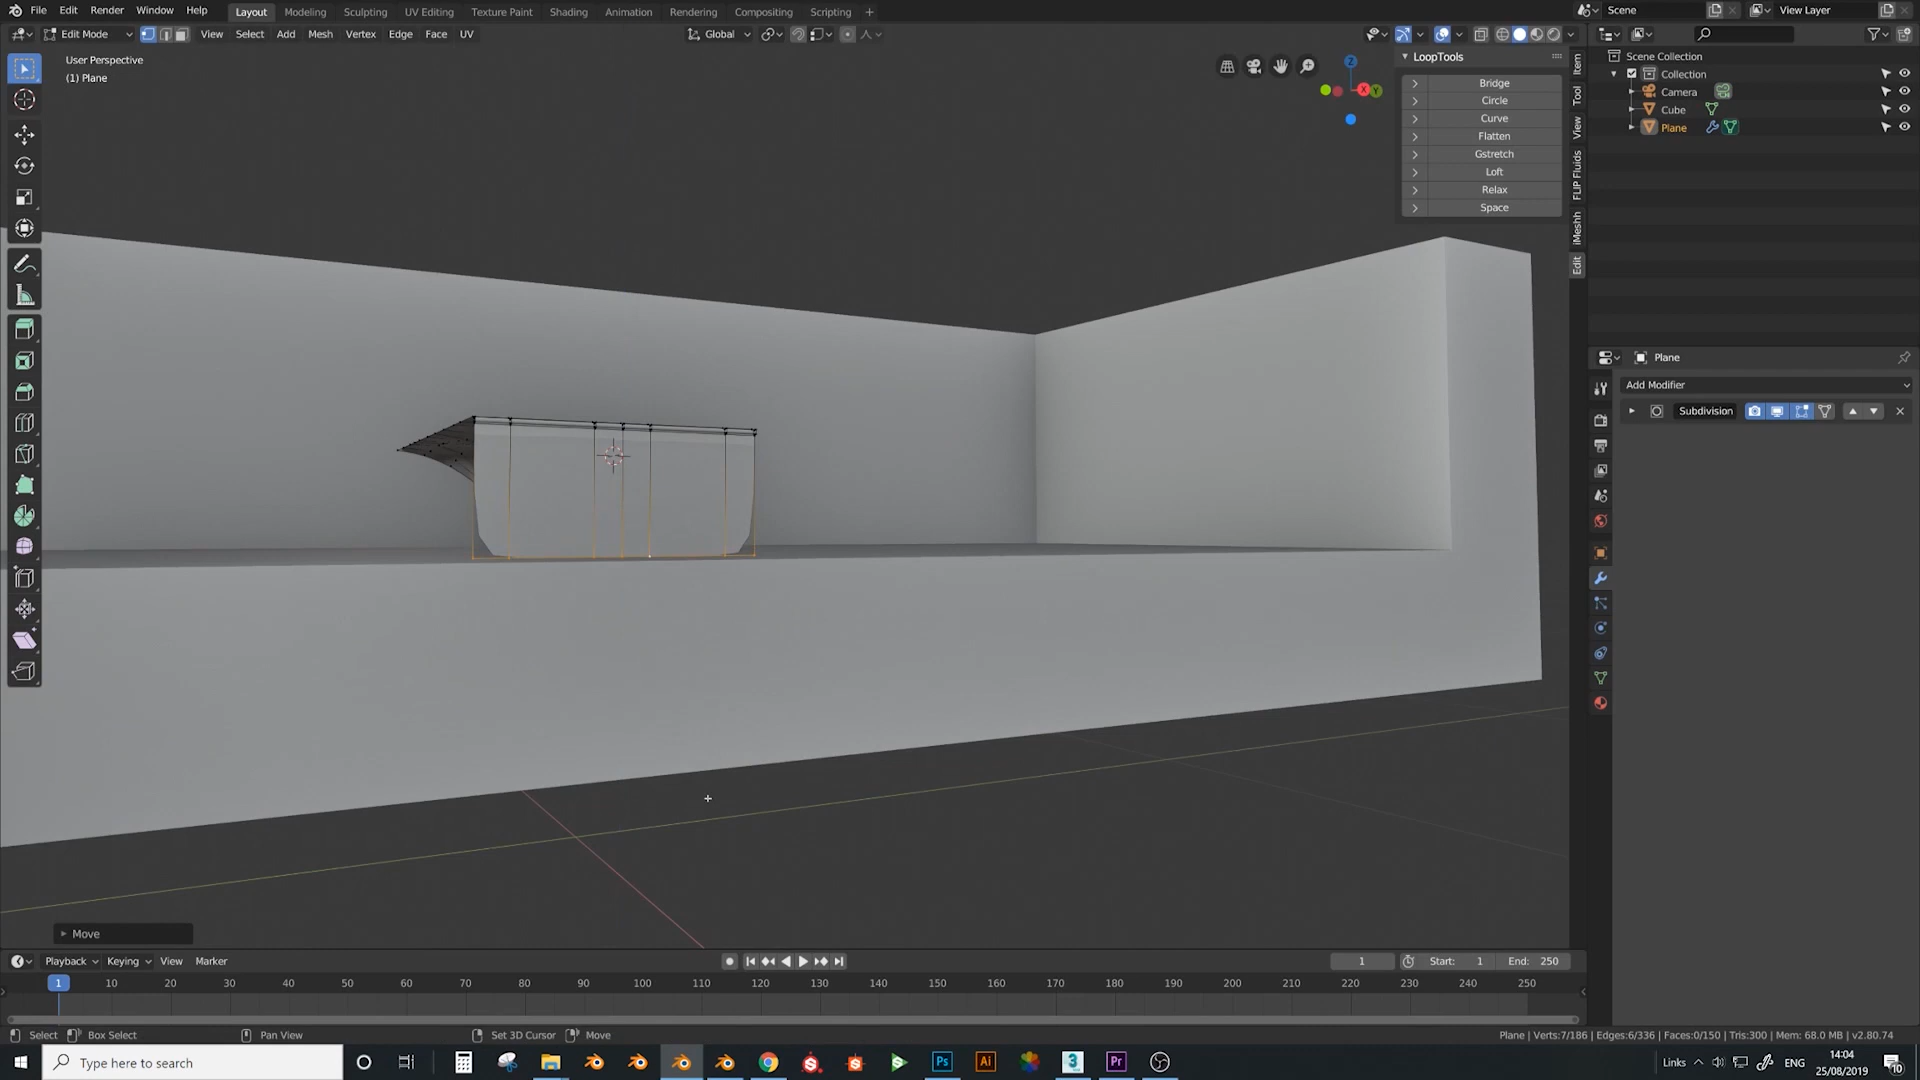 File Edit Render Window Help Layout Modeling Sculpting UV Editing Texture Paint Shading Animation Rendering Compositing Scripting + Scene View Layer
Edit Mode View Select Add Mesh Vertex Edge Face UV Global
User Perspective
(1) Plane
Z
X
Y
LoopTools
Bridge
Circle
Curve
Flatten
Gstretch
Loft
Relax
Space
Item
Tool
View
FLIP Fluids
iMeshh
Edit
Scene Collection
Collection
Camera
Cube
Plane
Plane
Add Modifier
Subdivision
Move
Playback Keying View Marker 1 Start: 1 End: 250
1 10 20 30 40 50 60 70 80 90 100 110 120 130 140 150 160 170 180 190 200 210 220 230 240 250
Select Box Select Pan View Set 3D Cursor Move Plane | Verts:7/186 | Edges:6/336 | Faces:0/150 | Tris:300 | Mem: 68.0 MB | v2.80.74
Type here to search Ps Ai 3 Pr Links ENG 14:04
25/08/2019 10